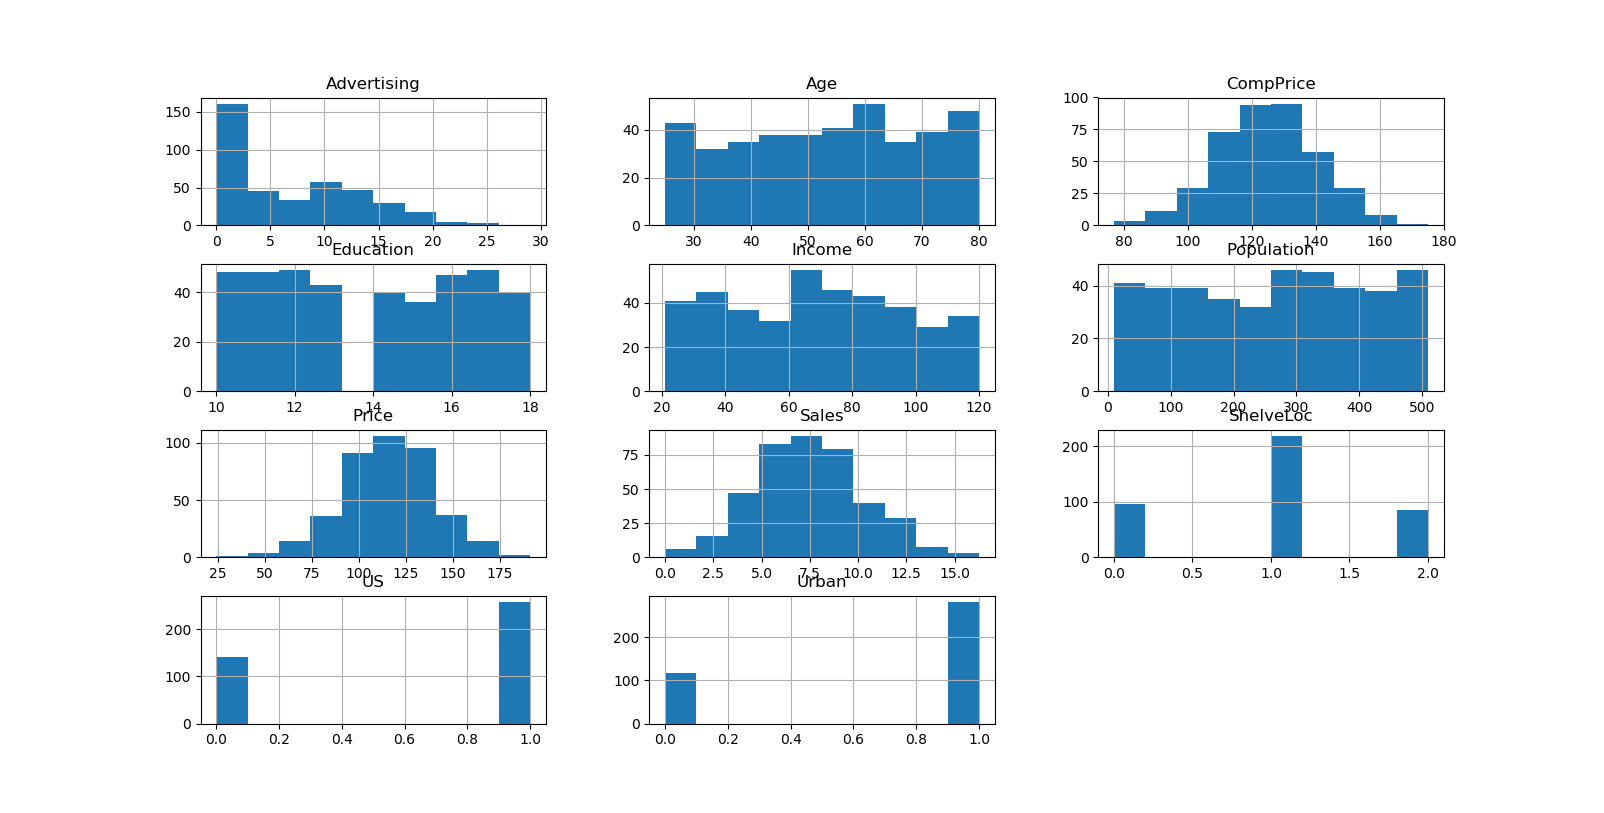 Advertising
150
100
50
0
0 5 10 15 20 25 30
Age
40
20
0
30 40 50 60 70 80
CompPrice
100
75
50
25
0
80 100 120 140 160 180
Education
40
20
0
10 12 14 16 18
Income
40
20
0
20 40 60 80 100 120
Population
40
20
0
0 100 200 300 400 500
Price
100
50
0
25 50 75 100 125 150 175
Sales
75
50
25
0
0.0 2.5 5.0 7.5 10.0 12.5 15.0
ShelveLoc
200
100
0
0.0 0.5 1.0 1.5 2.0
US
200
100
0
0.0 0.2 0.4 0.6 0.8 1.0
Urban
200
100
0
0.0 0.2 0.4 0.6 0.8 1.0